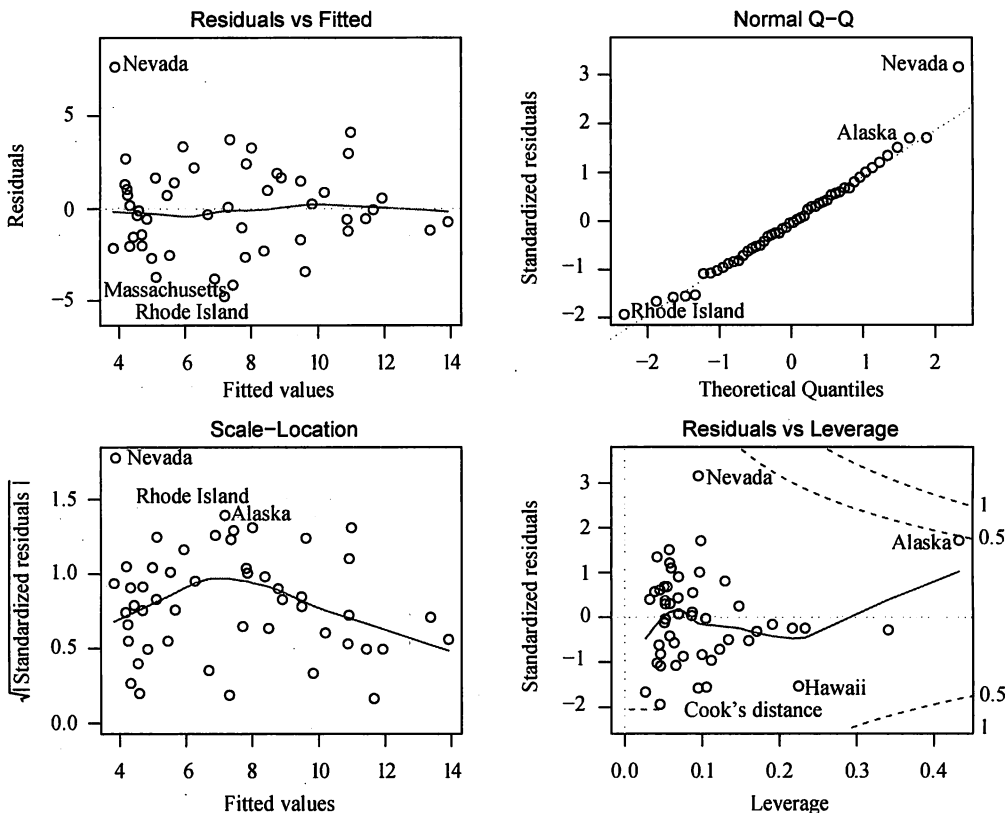 Residuals vs Fitted
Residuals
5
0
−5
Nevada
Massachusetts
Rhode Island
4 6 8 10 12 14
Fitted values
Normal Q−Q
Standardized residuals
3
2
1
0
−1
−2
Nevada
Alaska
Rhode Island
−2 −1 0 1 2
Theoretical Quantiles
Scale−Location
√|Standardized residuals|
1.5
1.0
0.5
0.0
Nevada
Rhode Island
Alaska
4 6 8 10 12 14
Fitted values
Residuals vs Leverage
Standardized residuals
3
2
1
0
−1
−2
Nevada
1
0.5
Alaska
Hawaii
Cook's distance
0.5
1
0.0 0.1 0.2 0.3 0.4
Leverage